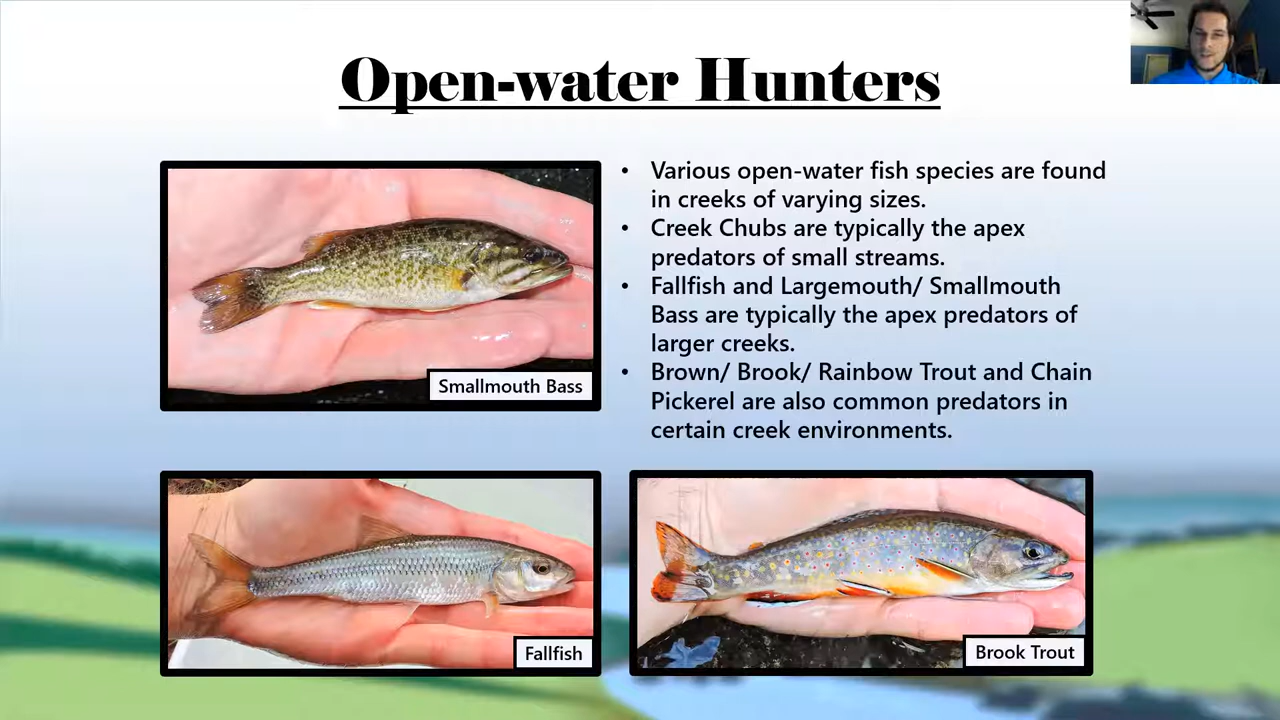 Open-water Hunters
• Various open-water fish species are found
in creeks of varying sizes.
• Creek Chubs are typically the apex
predators of small streams.
• Fallfish and Largemouth/ Smallmouth
Bass are typically the apex predators of
larger creeks.
• Brown/ Brook/ Rainbow Trout and Chain
Pickerel are also common predators in
certain creek environments.
Smallmouth Bass
Fallfish
Brook Trout